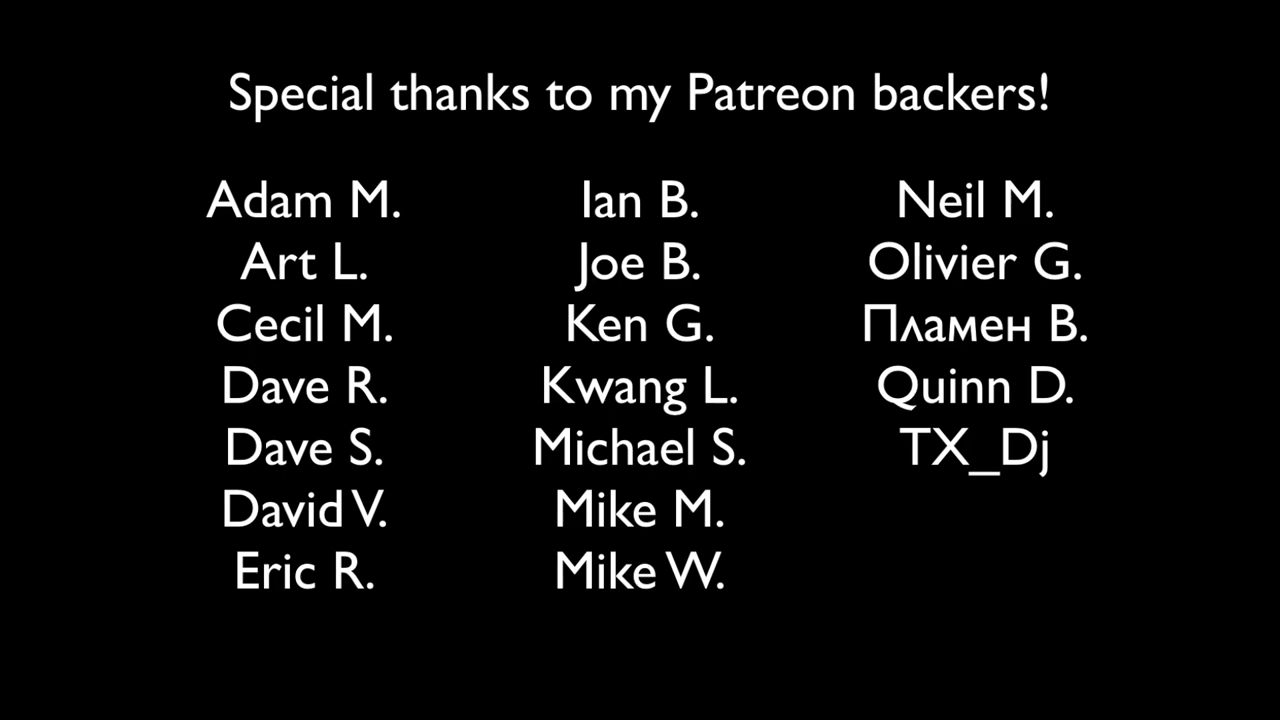 Special thanks to my Patreon backers!
Adam M.
Art L.
Cecil M.
Dave R.
Dave S.
David V.
Eric R.
Ian B.
Joe B.
Ken G.
Kwang L.
Michael S.
Mike M.
Mike W.
Neil M.
Olivier G.
Пламен В.
Quinn D.
TX_Dj